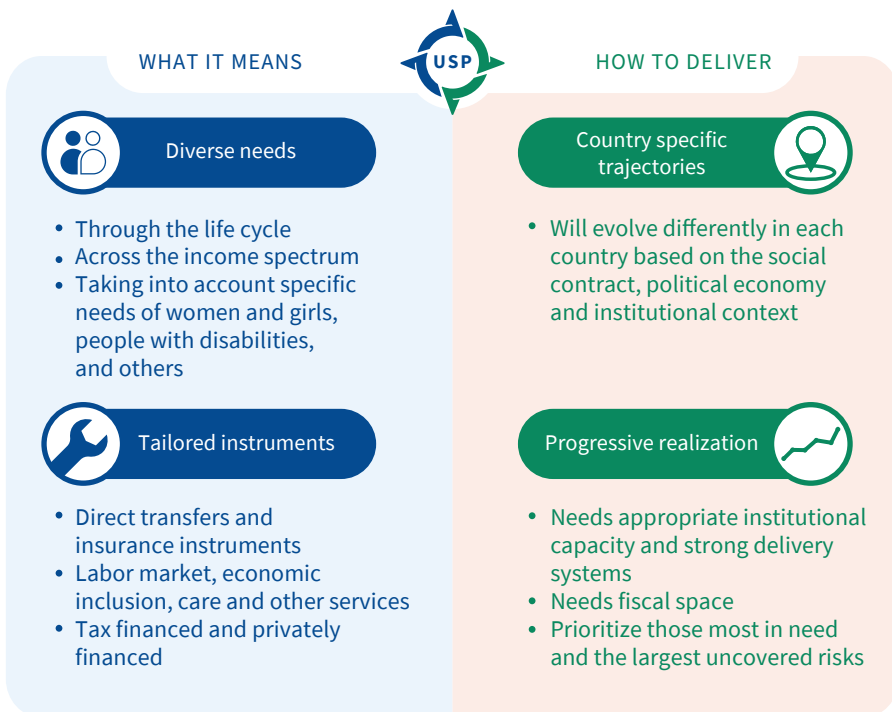 WHAT IT MEANS
USP
HOW TO DELIVER
Diverse needs
• Through the life cycle
• Across the income spectrum
• Taking into account specific
needs of women and girls,
people with disabilities,
and others
Tailored instruments
• Direct transfers and
insurance instruments
• Labor market, economic
inclusion, care and other services
• Tax financed and privately
financed
Country specific
trajectories
• Will evolve differently in each
country based on the social
contract, political economy
and institutional context
Progressive realization
• Needs appropriate institutional
capacity and strong delivery
systems
• Needs fiscal space
• Prioritize those most in need
and the largest uncovered risks